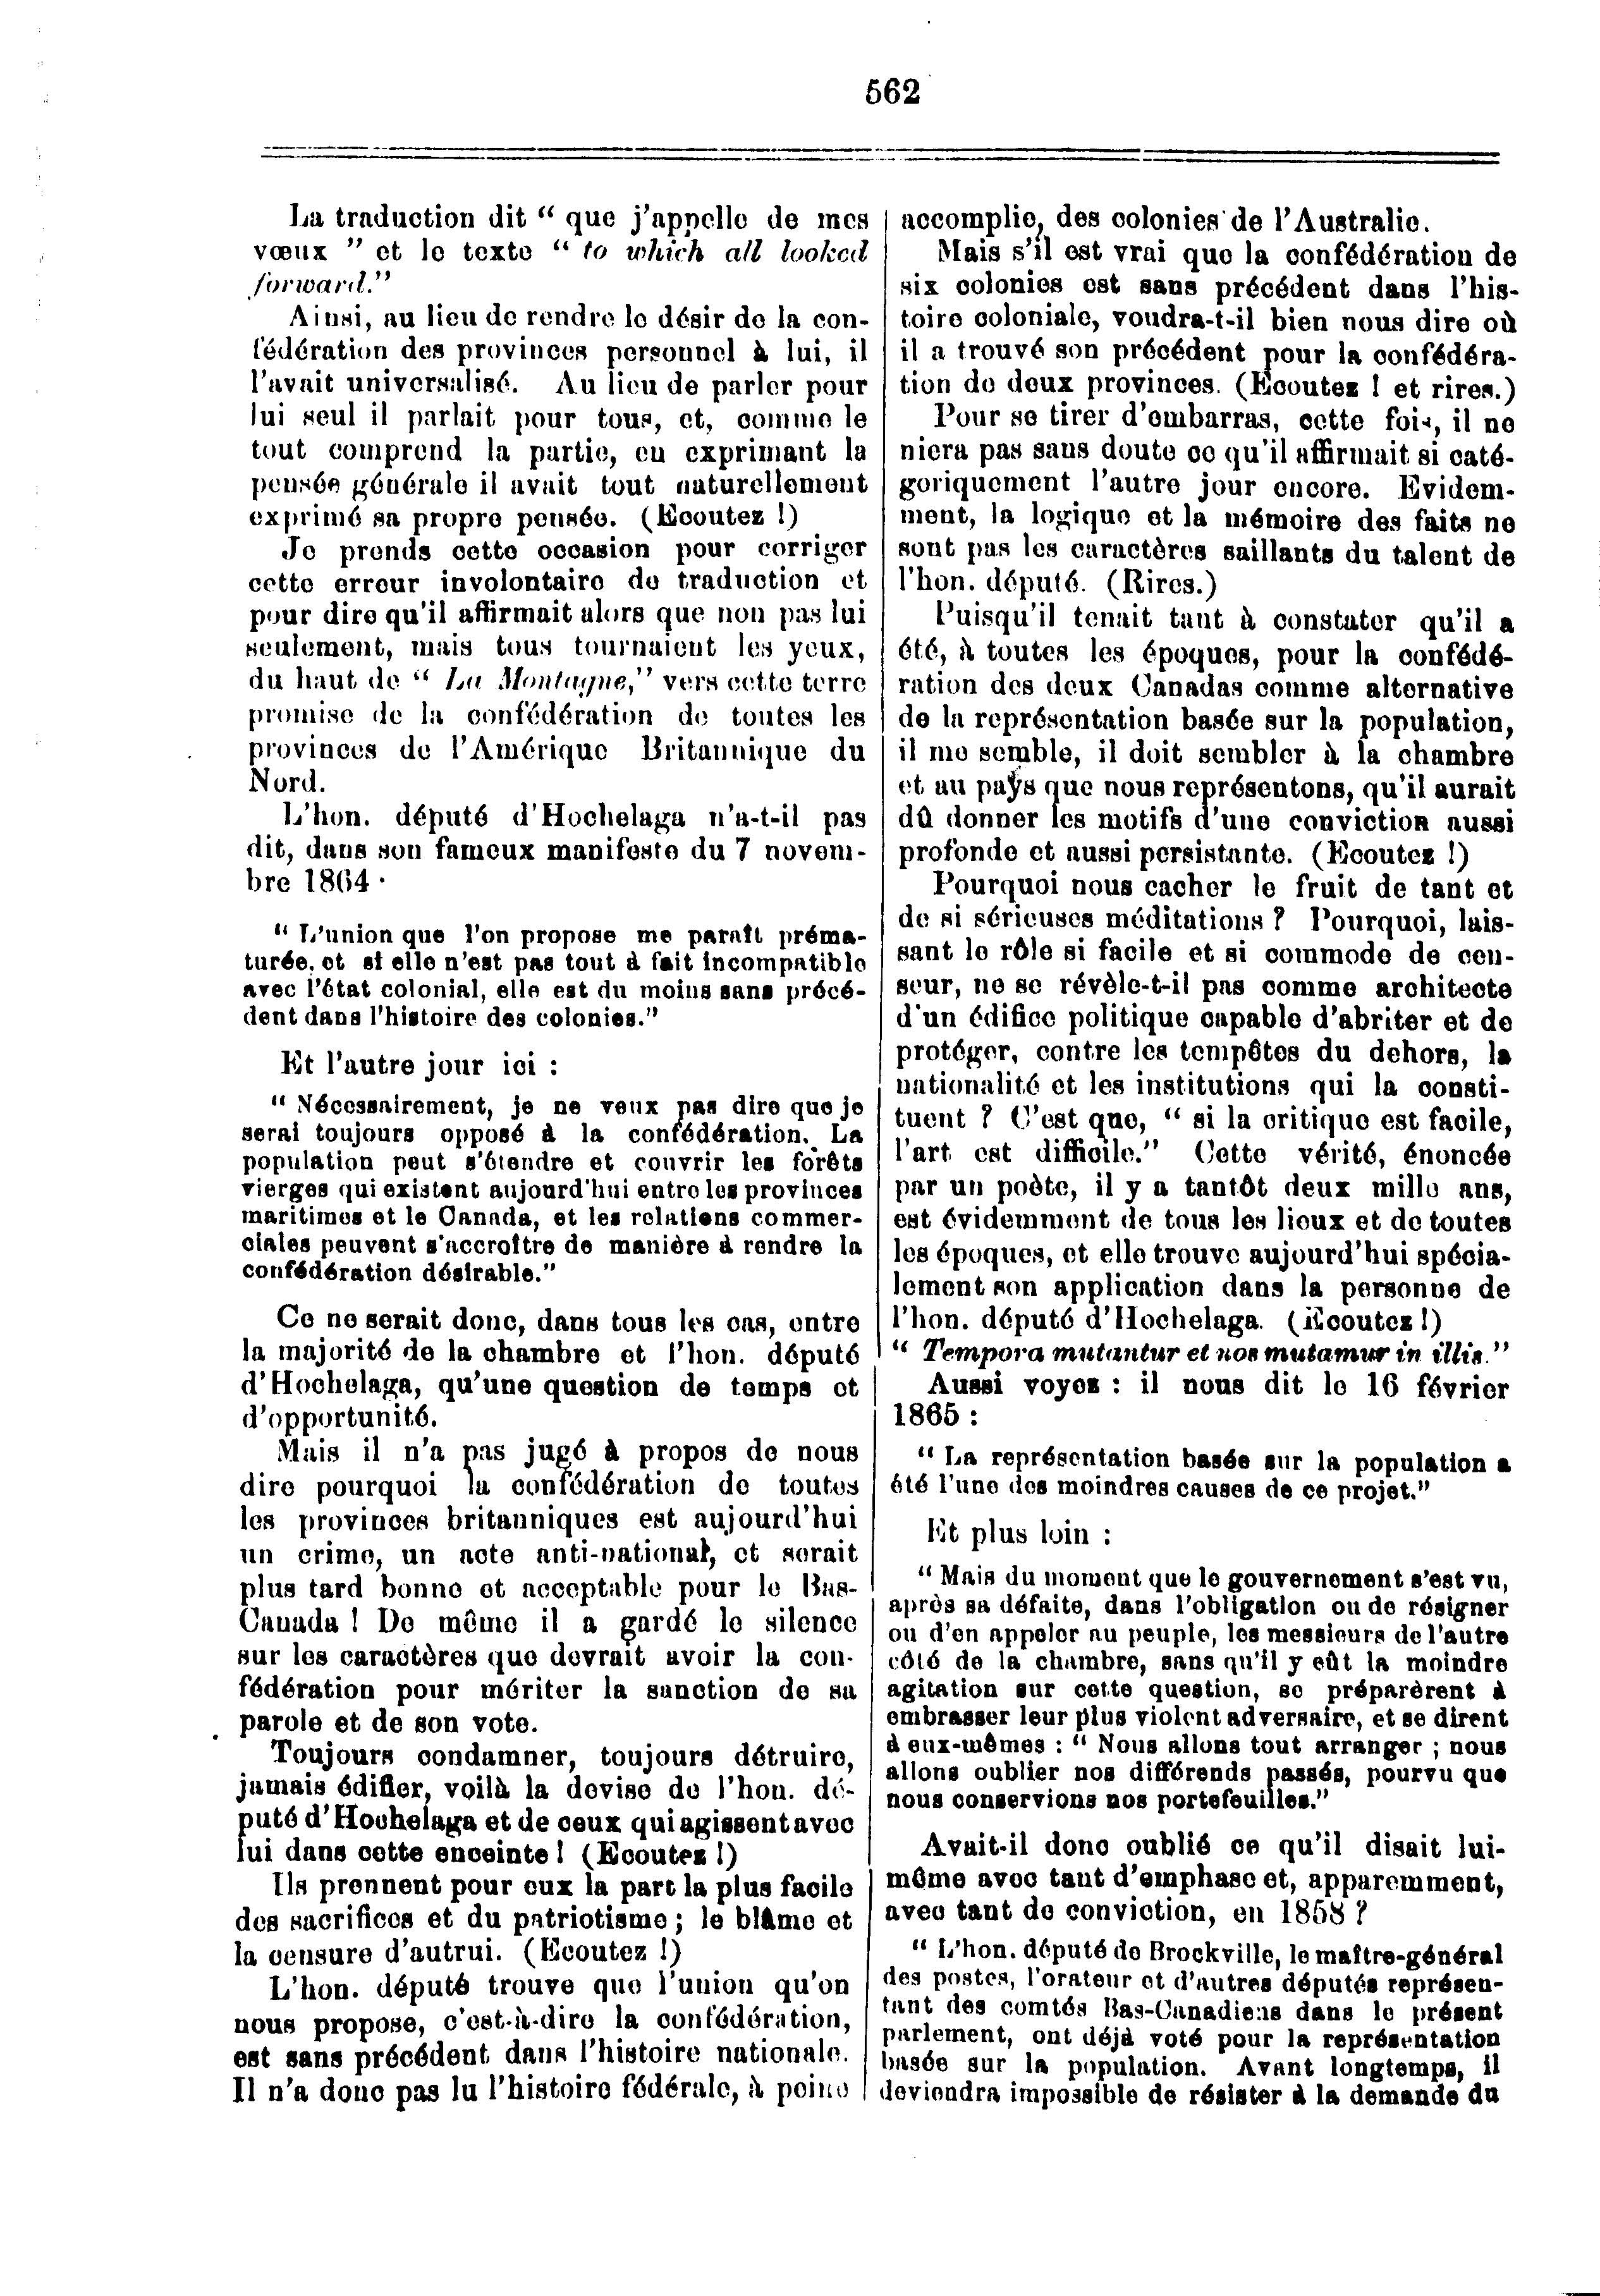 562
La traduction dit “ que j'appelle de mes
vœux ” et le texte “ to which all looked
forward.”
Ainsi, au lieu de rendre le désir de la con-
fédération des provinces personnel à lui, il
l'avait universalisé. Au lieu de parler pour
lui seul il parlait pour tous, et, comme le
tout comprend la partie, en exprimant la
pensée générale il avait tout naturellement
exprimé sa propre pensée. (Ecoutez !)
Je prends cette occasion pour corriger
cette erreur involontaire de traduction et
pour dire qu'il affirmait alors que non pas lui
seulement, mais tous tournaient les yeux,
du haut de “ La Montagne,” vers cette terre
promise de la confédération de toutes les
provinces de l'Amérique Britannique du
Nord.
L'hon. député d'Hochelaga n'a-t-il pas
dit, dans son fameux manifeste du 7 novem-
bre 1864 ·
“ L'union que l'on propose me paraît préma-
turée, et si elle n'est pas tout à fait incompatible
avec l'état colonial, elle est du moins sans précé-
dent dans l'histoire des colonies.”
Et l'autre jour ici :
“ Nécessairement, je ne veux pas dire que je
serai toujours opposé à la confédération. La
population peut s'étendre et couvrir les forêts
vierges qui existent aujourd'hui entre les provinces
maritimes et le Canada, et les relations commer-
ciales peuvent s'accroître de manière à rendre la
confédération désirable.”
Ce ne serait donc, dans tous les cas, entre
la majorité de la chambre et l'hon. député
d'Hochelaga, qu'une question de temps et
d'opportunité.
Mais il n'a pas jugé à propos de nous
dire pourquoi la confédération de toutes
les provinces britanniques est aujourd'hui
un crime, un acte anti-national, et serait
plus tard bonne et acceptable pour le Bas-
Canada ! De même il a gardé le silence
sur les caractères que devrait avoir la con-
fédération pour mériter la sanction de sa
parole et de son vote.
Toujours condamner, toujours détruire,
jamais édifier, voilà la devise de l'hon. dé-
puté d'Hochelaga et de ceux qui agissent avec
lui dans cette enceinte ! (Ecoutez !)
Ils prennent pour eux la part la plus facile
des sacrifices et du patriotisme ; le blâme et
la censure d'autrui. (Ecoutez !)
L'hon. député trouve que l'union qu'on
nous propose, c'est-à-dire la confédération,
est sans précédent dans l'histoire nationale.
Il n'a donc pas lu l'histoire fédérale, à peine
accomplie, des colonies de l'Australie.
Mais s'il est vrai que la confédération de
six colonies est sans précédent dans l'his-
toire coloniale, voudra-t-il bien nous dire où
il a trouvé son précédent pour la confédéra-
tion de deux provinces. (Ecoutez ! et rires.)
Pour se tirer d'embarras, cette fois, il ne
niera pas sans doute ce qu'il affirmait si caté-
goriquement l'autre jour encore. Evidem-
ment, la logique et la mémoire des faits ne
sont pas les caractères saillants du talent de
l'hon. député. (Rires.)
Puisqu'il tenait tant à constater qu'il a
été, à toutes les époques, pour la confédé-
ration des deux Canadas comme alternative
de la représentation basée sur la population,
il me semble, il doit sembler à la chambre
et au pays que nous représentons, qu'il aurait
dû donner les motifs d'une conviction aussi
profonde et aussi persistante. (Ecoutez !)
Pourquoi nous cacher le fruit de tant et
de si sérieuses méditations ? Pourquoi, lais-
sant le rôle si facile et si commode de cen-
seur, ne se révèle-t-il pas comme architecte
d'un édifice politique capable d'abriter et de
protéger, contre les tempêtes du dehors, la
nationalité et les institutions qui la consti-
tuent ? C'est que, “ si la critique est facile,
l'art est difficile.” Cette vérité, énoncée
par un poète, il y a tantôt deux mille ans,
est évidemment de tous les lieux et de toutes
les époques, et elle trouve aujourd'hui spécia-
lement son application dans la personne de
l'hon. député d'Hochelaga. (Ecoutez !)
“ Tempora mutantur et nos mutamur in illis.”
Aussi voyez : il nous dit le 16 février
1865 :
“ La représentation basée sur la population a
été l'une des moindres causes de ce projet.”
Et plus loin :
“ Mais du moment que le gouvernement s'est vu,
après sa défaite, dans l'obligation ou de résigner
ou d'en appeler au peuple, les messieurs de l'autre
côté de la chambre, sans qu'il y eût la moindre
agitation sur cette question, se préparèrent à
embrasser leur plus violent adversaire, et se dirent
à eux-mêmes : “ Nous allons tout arranger ; nous
allons oublier nos différends passés, pourvu que
nous conservions nos portefeuilles.”
Avait-il donc oublié ce qu'il disait lui-
même avec tant d'emphase et, apparemment,
avec tant de conviction, en 1858 ?
“ L'hon. député de Brockville, le maître-général
des postes, l'orateur et d'autres députés représen-
tant des comtés Bas-Canadiens dans le présent
parlement, ont déjà voté pour la représentation
basée sur la population. Avant longtemps, il
deviendra impossible de résister à la demande du